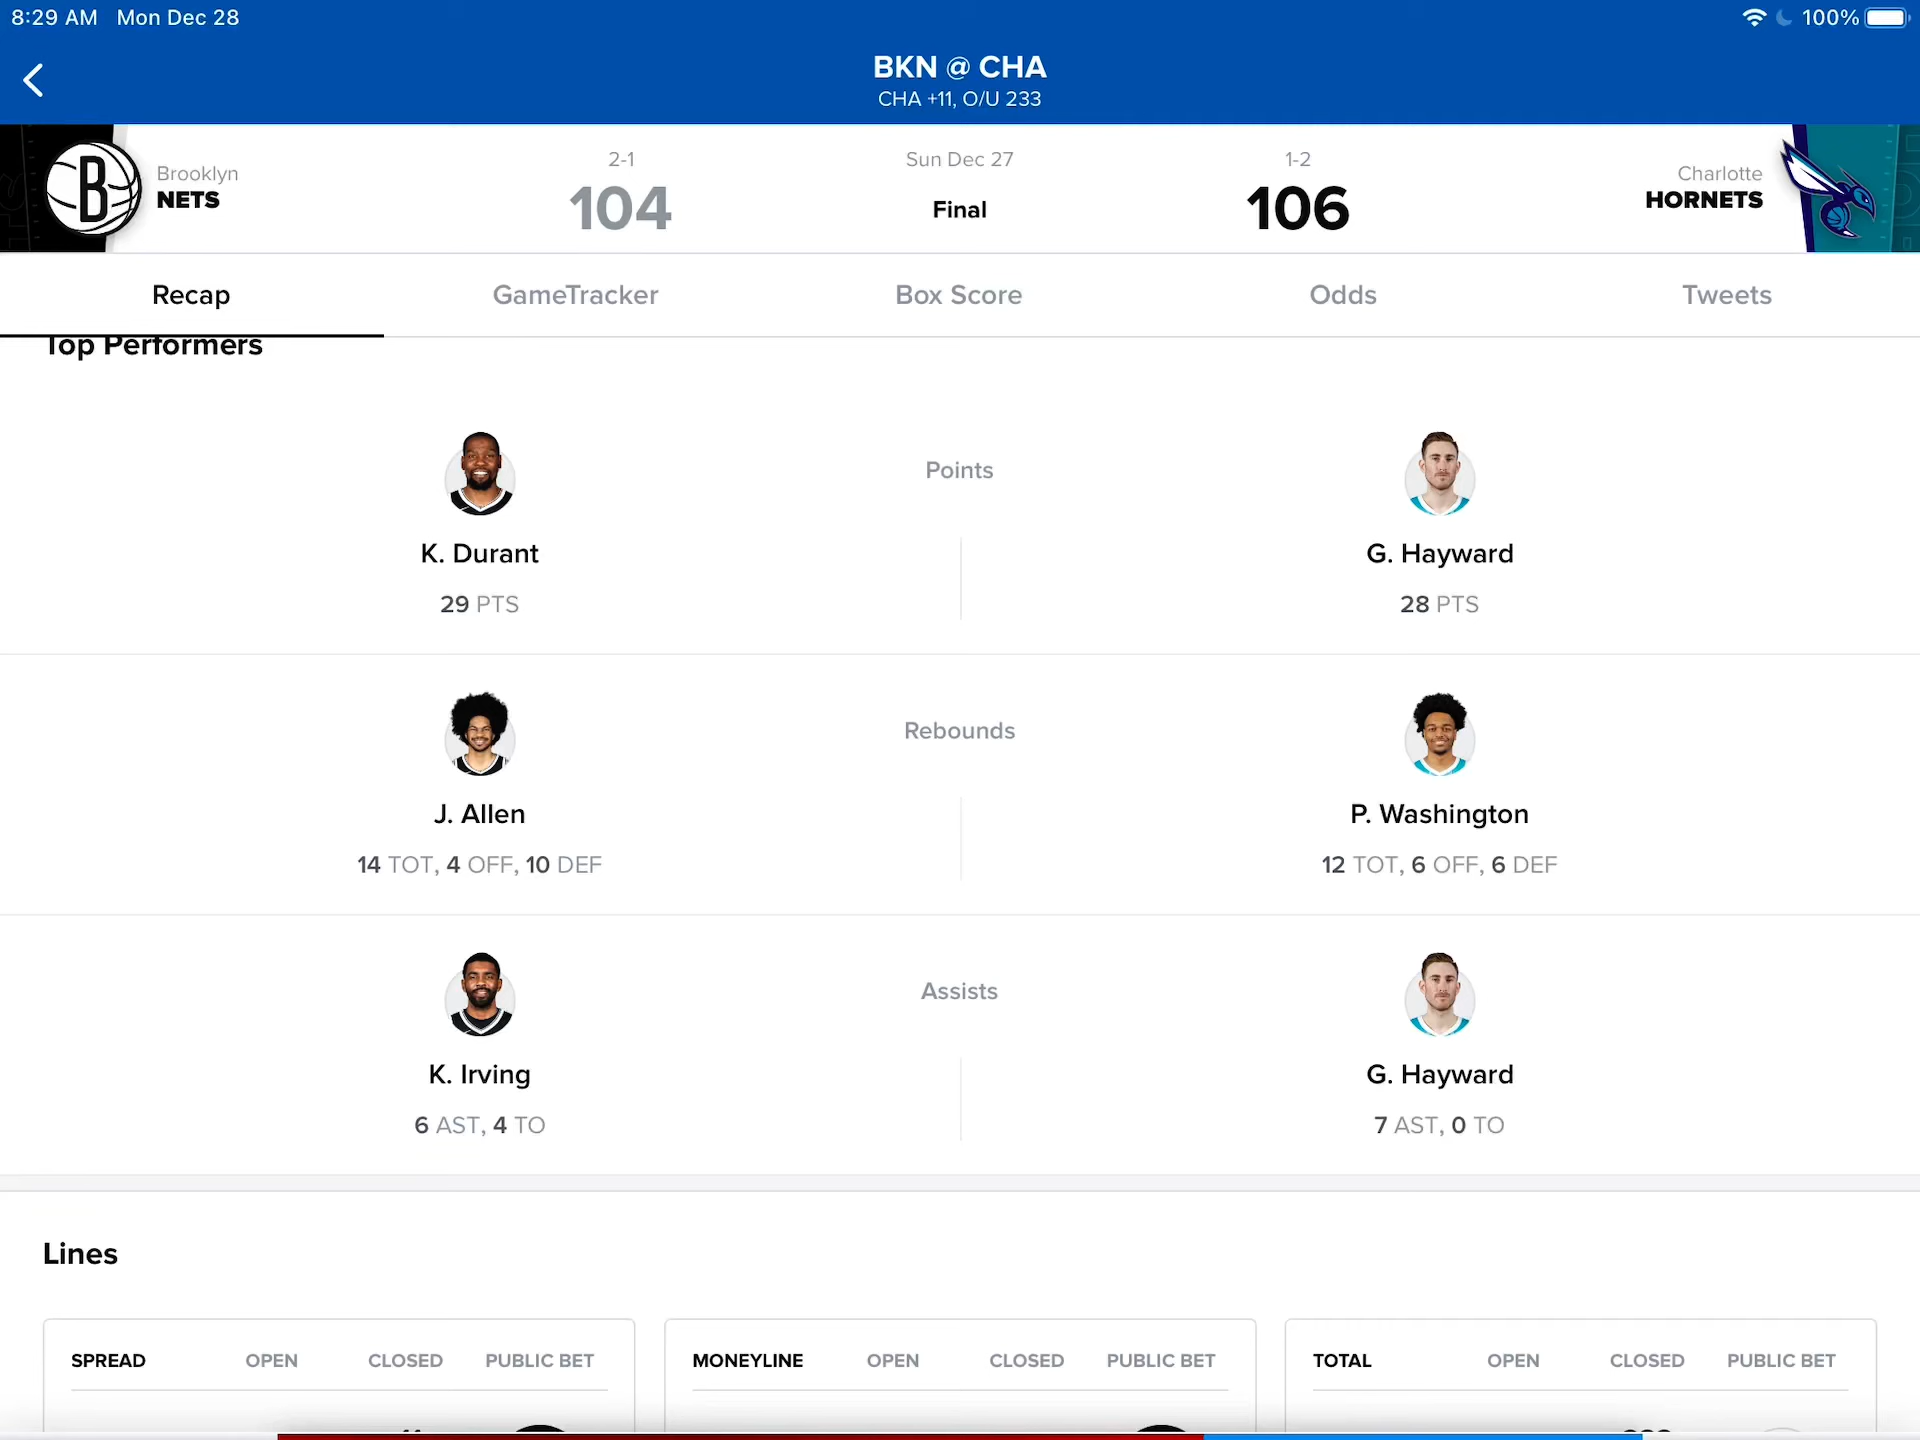 8:29 AM Mon Dec 28
100%
BKN @ CHA
CHA +11, O/U 233
B
Brooklyn
NETS
2-1
104
Sun Dec 27
Final
1-2
106
Charlotte
HORNETS
Recap
GameTracker
Box Score
Odds
Tweets
Top Performers
Points
K. Durant
29 PTS
G. Hayward
28 PTS
Rebounds
J. Allen
14 TOT, 4 OFF, 10 DEF
P. Washington
12 TOT, 6 OFF, 6 DEF
Assists
K. Irving
6 AST, 4 TO
G. Hayward
7 AST, 0 TO
Lines
SPREAD OPEN CLOSED PUBLIC BET
MONEYLINE OPEN CLOSED PUBLIC BET
TOTAL OPEN CLOSED PUBLIC BET